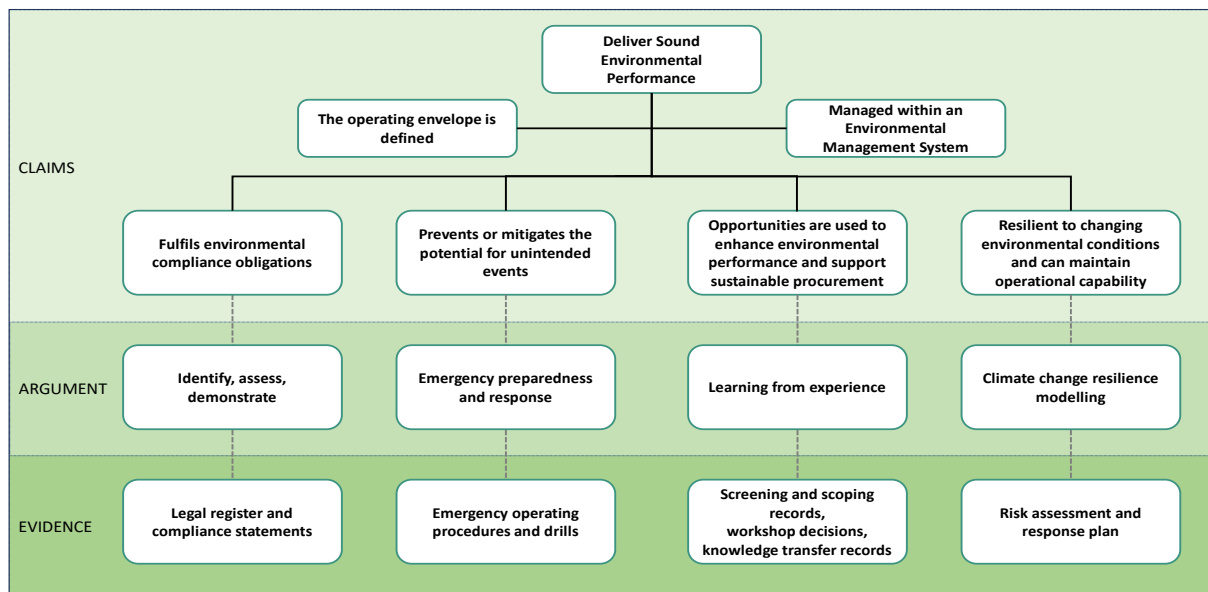 Deliver Sound
Environmental
Performance
The operating envelope is
defined
Managed within an
Environmental
Management System
CLAIMS
Fulfils environmental
compliance obligations
Prevents or mitigates the
potential for unintended
events
Opportunities are used to
enhance environmental
performance and support
sustainable procurement
Resilient to changing
environmental conditions
and can maintain
operational capability
ARGUMENT
Identify, assess,
demonstrate
Emergency preparedness
and response
Learning from experience
Climate change resilience
modelling
EVIDENCE
Legal register and
compliance statements
Emergency operating
procedures and drills
Screening and scoping
records,
workshop decisions,
knowledge transfer records
Risk assessment and
response plan